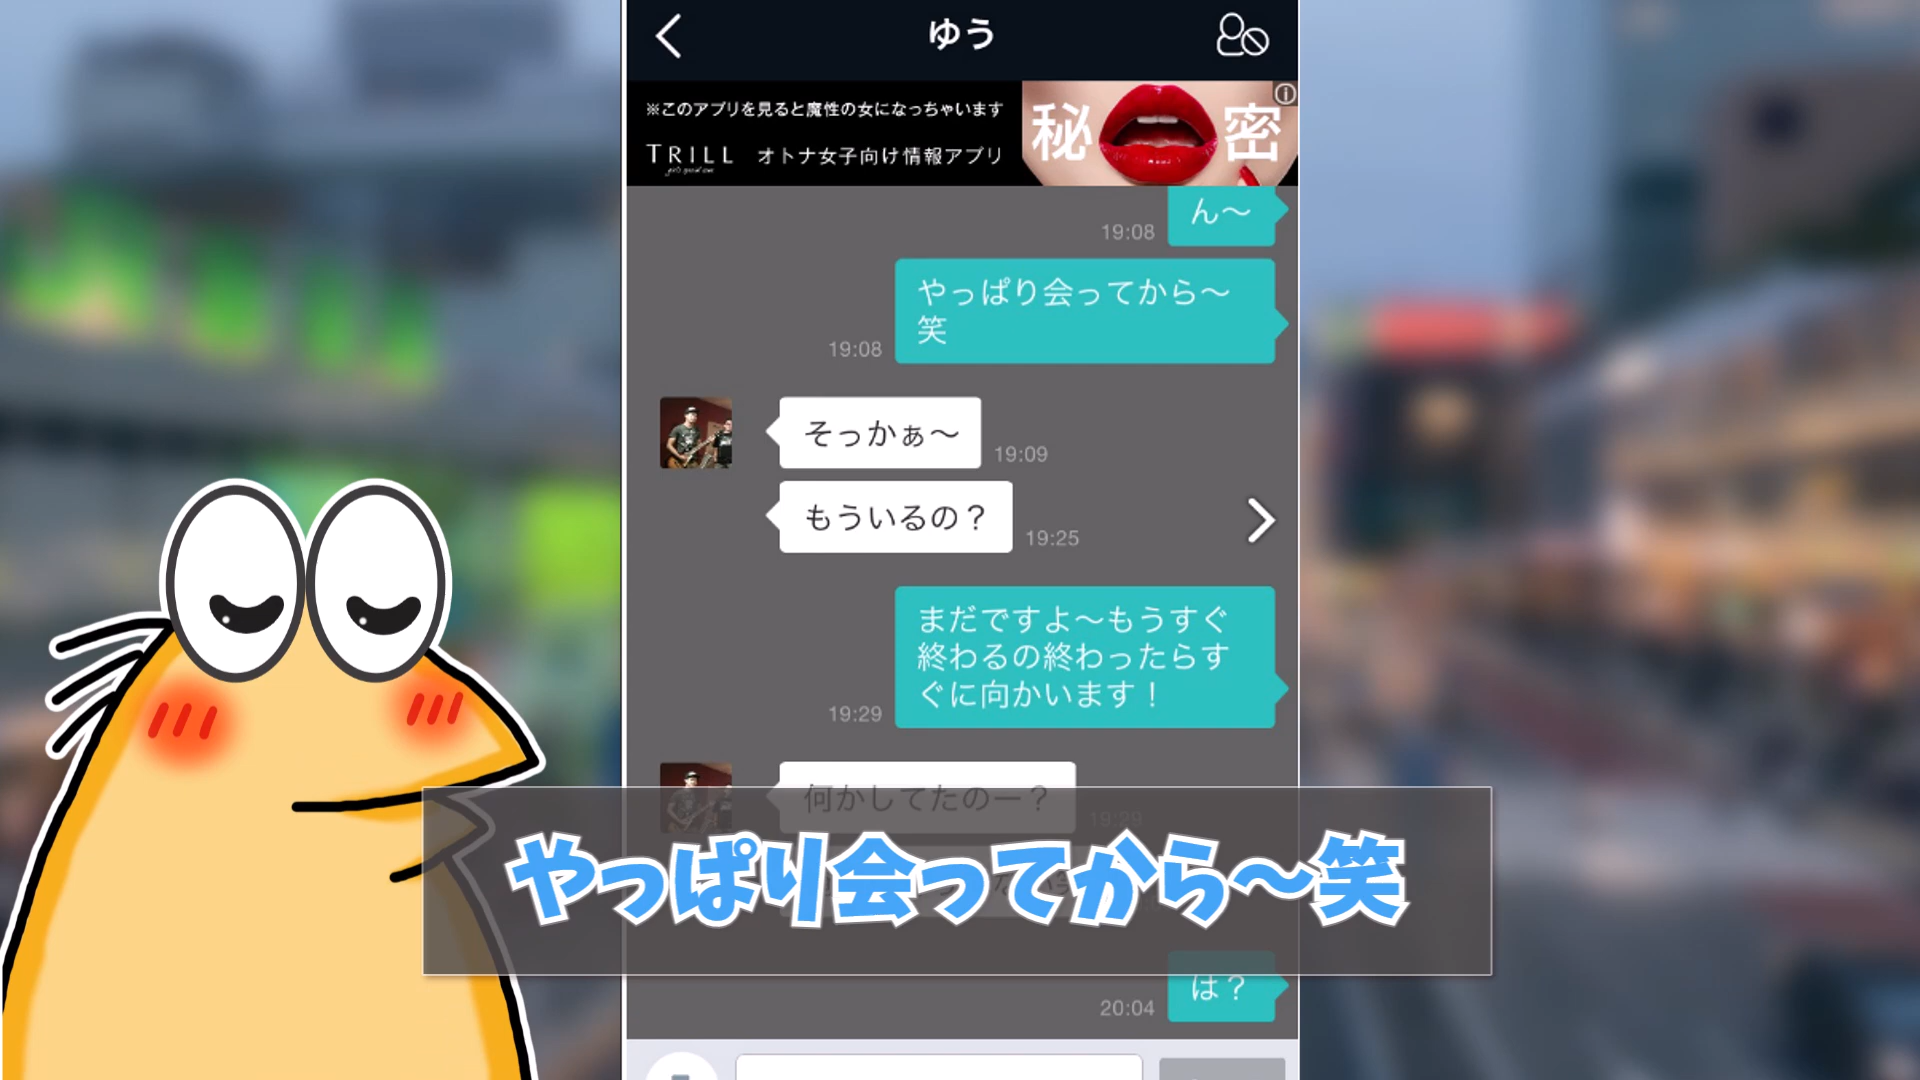 ゆう
※このアプリを見ると魔性の女になっちゃいます
TRILL オトナ女子向け情報アプリ
秘密
ん〜
19:08
やっぱり会ってから〜
笑
19:08
そっかぁ〜
19:09
もういるの？
19:25
まだですよ〜もうすぐ
終わるの終わったらす
ぐに向かいます！
19:29
何かしてたのー？
19:29
やっぱり会ってから〜笑
は？
20:04